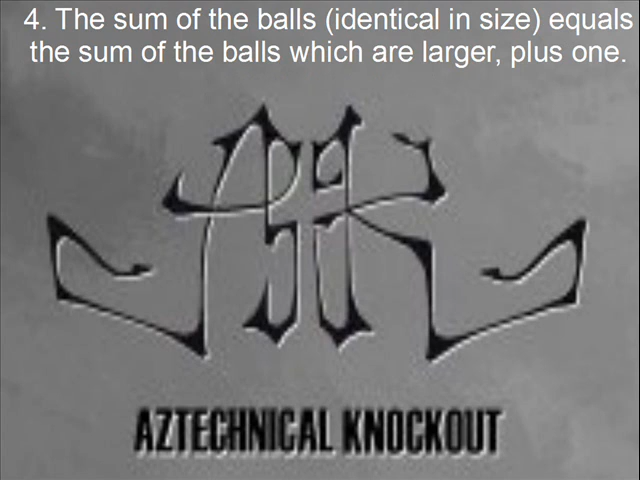 4. The sum of the balls (identical in size) equals
the sum of the balls which are larger, plus one.
AZTECHNICAL KNOCKOUT